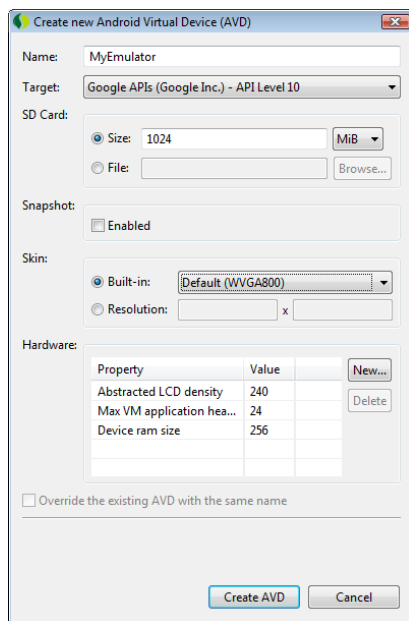 Create new Android Virtual Device (AVD)
Name: MyEmulator
Target: Google APIs (Google Inc.) - API Level 10
SD Card:
Size: 1024 MiB
File: Browse...
Snapshot:
Enabled
Skin:
Built-in: Default (WVGA800)
Resolution: x
Hardware:
Property Value New...
Abstracted LCD density 240
Delete
Max VM application hea... 24
Device ram size 256
Override the existing AVD with the same name
Create AVD Cancel